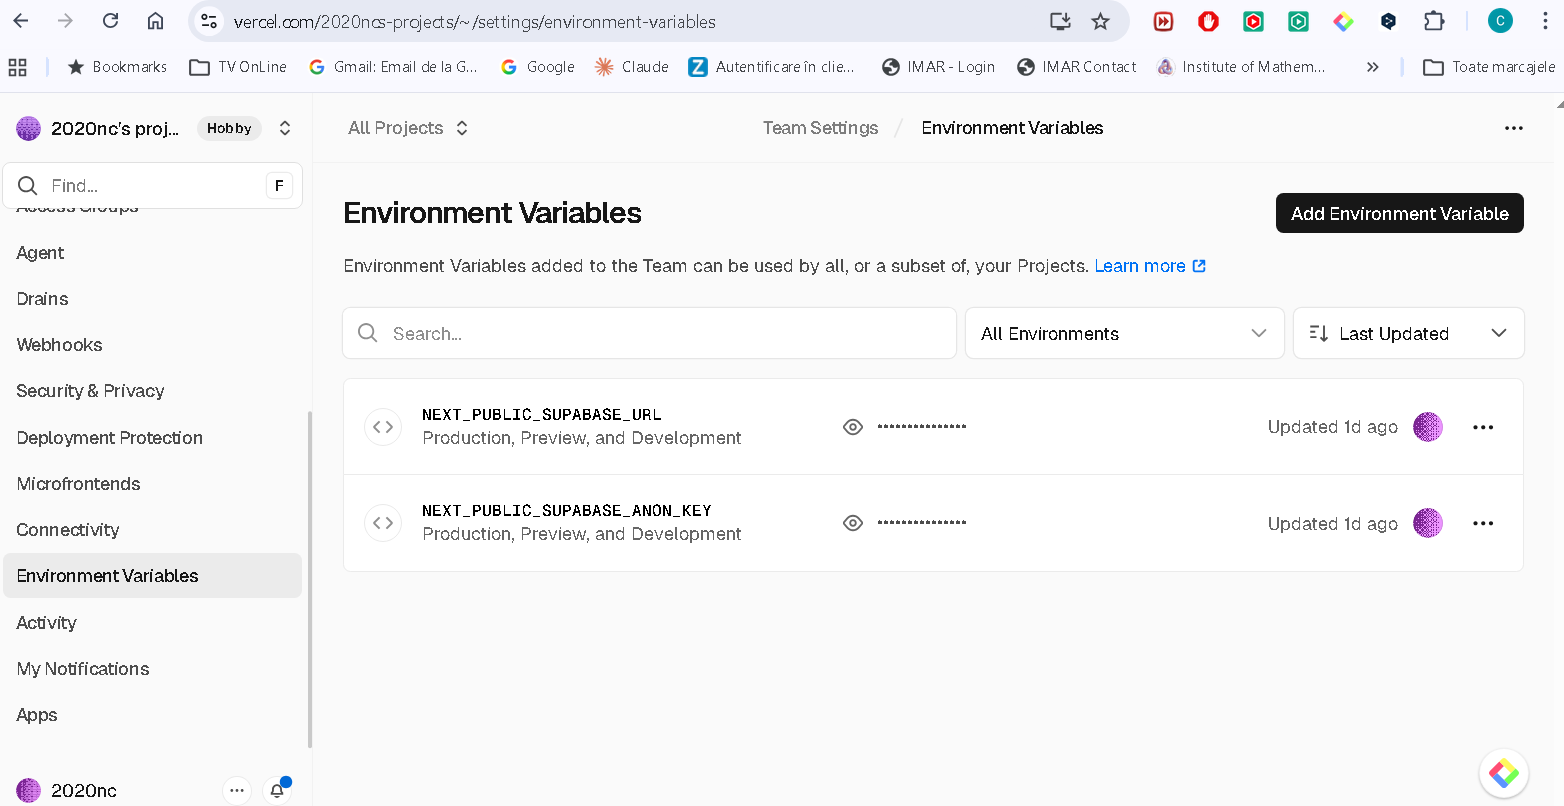 vercel.com/2020ncs-projects/~/settings/environment-variables
C
Bookmarks
TV OnLine
Gmail: Email de la G...
Google
Claude
Autentificare în clie...
IMAR - Login
IMAR Contact
Institute of Mathem...
»
Toate marcajele
2020nc's proj...
Hobby
All Projects
Team Settings / Environment Variables
Find...
F
Access Groups
Agent
Drains
Webhooks
Security & Privacy
Deployment Protection
Microfrontends
Connectivity
Environment Variables
Activity
My Notifications
Apps
2020nc
Environment Variables
Add Environment Variable
Environment Variables added to the Team can be used by all, or a subset of, your Projects. Learn more
Search...
All Environments
Last Updated
NEXT_PUBLIC_SUPABASE_URL
Production, Preview, and Development
•••••••••••••••
Updated 1d ago
NEXT_PUBLIC_SUPABASE_ANON_KEY
Production, Preview, and Development
•••••••••••••••
Updated 1d ago